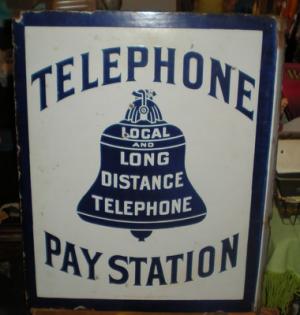 TELEPHONE
LOCAL
AND
LONG
DISTANCE
TELEPHONE
PAY STATION